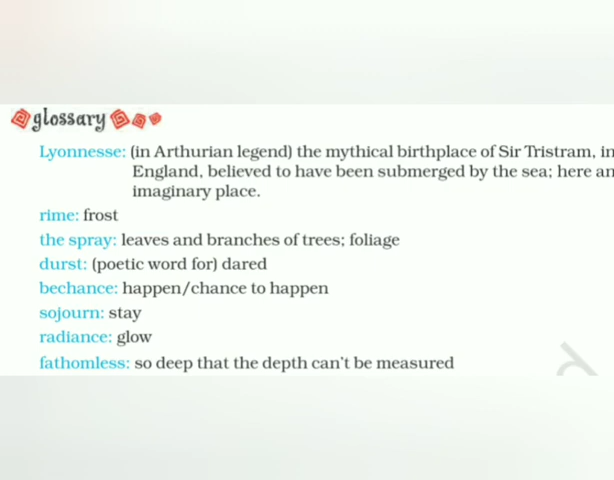 glossary
Lyonnesse: (in Arthurian legend) the mythical birthplace of Sir Tristram, in
England, believed to have been submerged by the sea; here an
imaginary place.
rime: frost
the spray: leaves and branches of trees; foliage
durst: (poetic word for) dared
bechance: happen/chance to happen
sojourn: stay
radiance: glow
fathomless: so deep that the depth can't be measured